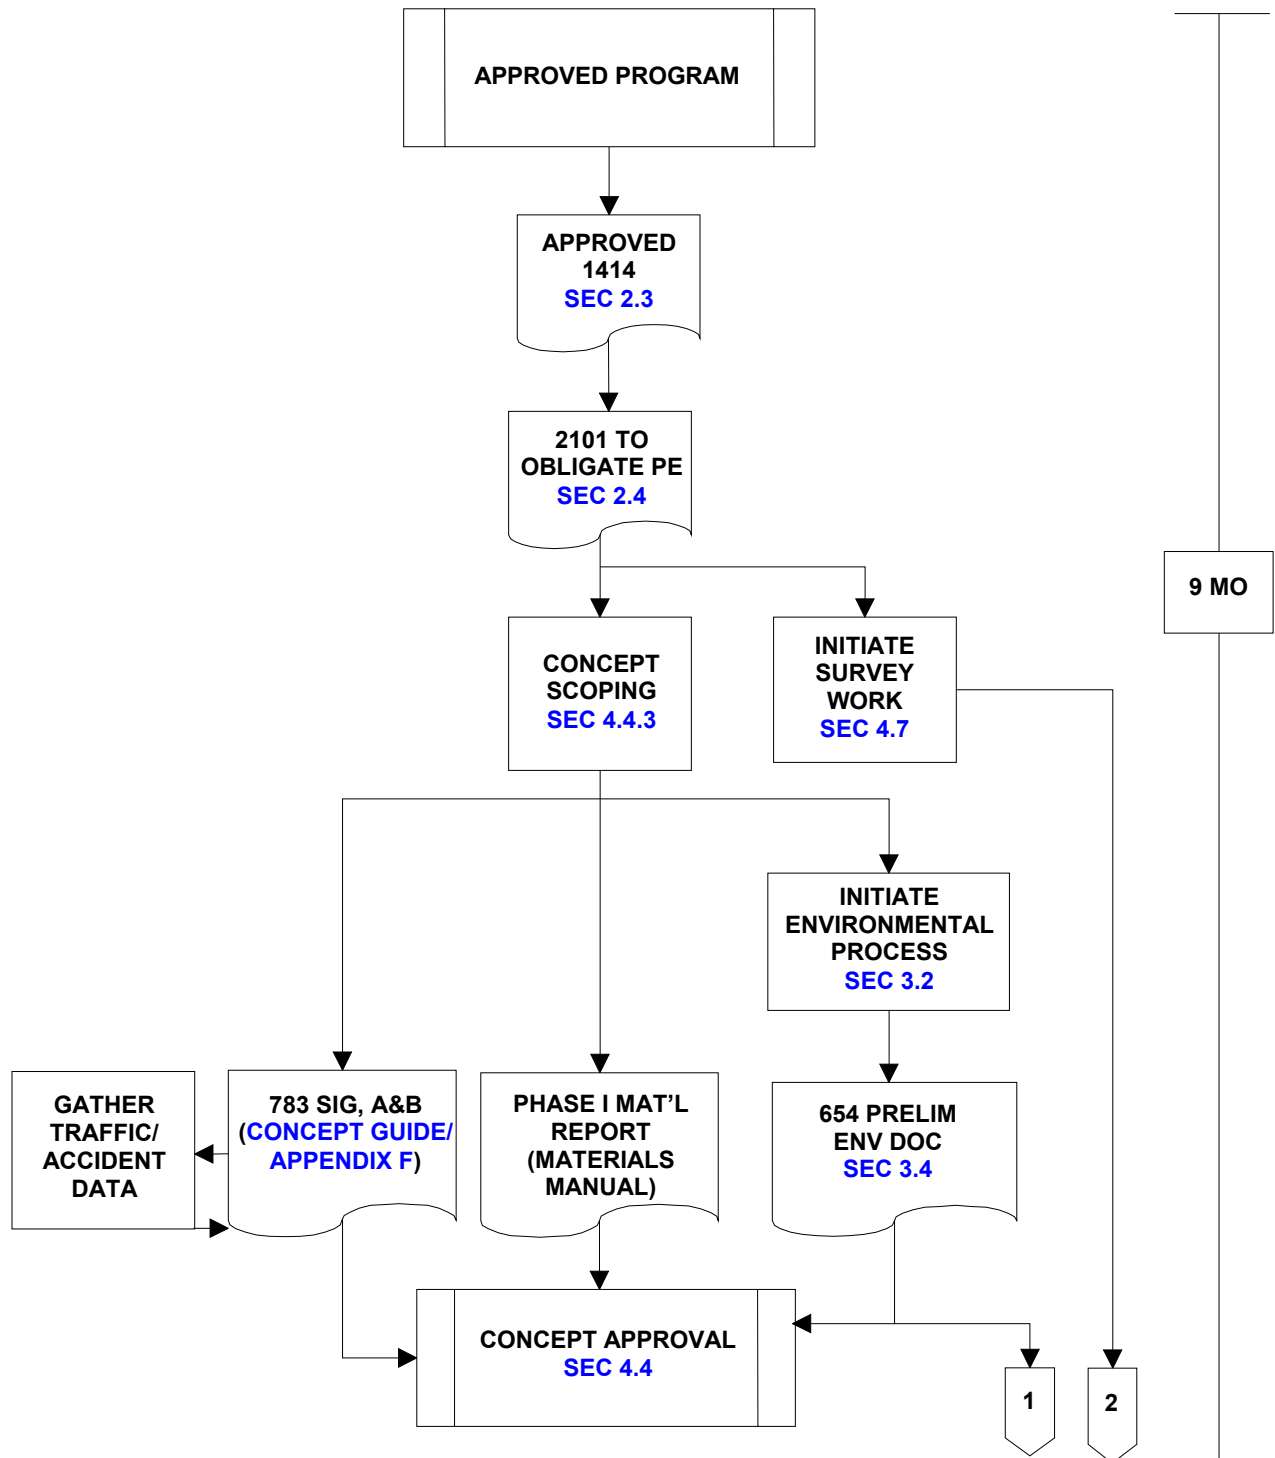 APPROVED PROGRAM
APPROVED
1414
SEC 2.3
2101 TO
OBLIGATE PE
SEC 2.4
9 MO
CONCEPT
SCOPING
SEC 4.4.3
INITIATE
SURVEY
WORK
SEC 4.7
INITIATE
ENVIRONMENTAL
PROCESS
SEC 3.2
GATHER
TRAFFIC/
ACCIDENT
DATA
783 SIG, A&B
(CONCEPT GUIDE/
APPENDIX F)
PHASE I MAT’L
REPORT
(MATERIALS
MANUAL)
654 PRELIM
ENV DOC
SEC 3.4
CONCEPT APPROVAL
SEC 4.4
1
2